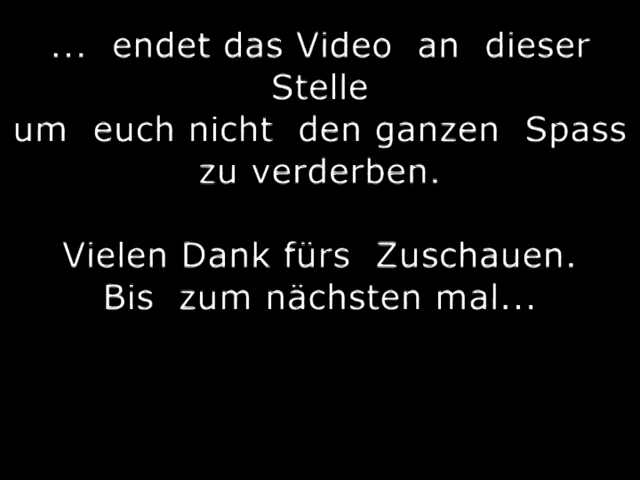 ... endet das Video an dieser
Stelle
um euch nicht den ganzen Spass
zu verderben.
Vielen Dank fürs Zuschauen.
Bis zum nächsten mal...